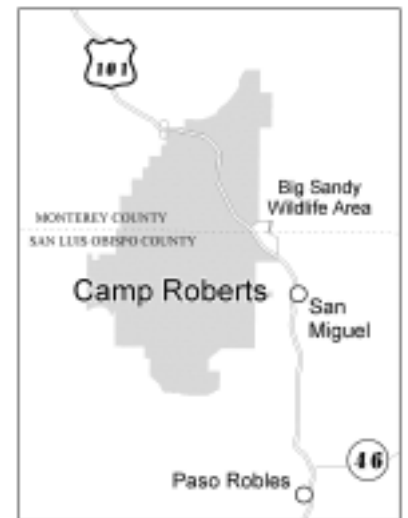 101
Big Sandy
Wildlife Area
MONTEREY COUNTY
SAN LUIS OBISPO COUNTY
Camp Roberts
San
Miguel
46
Paso Robles